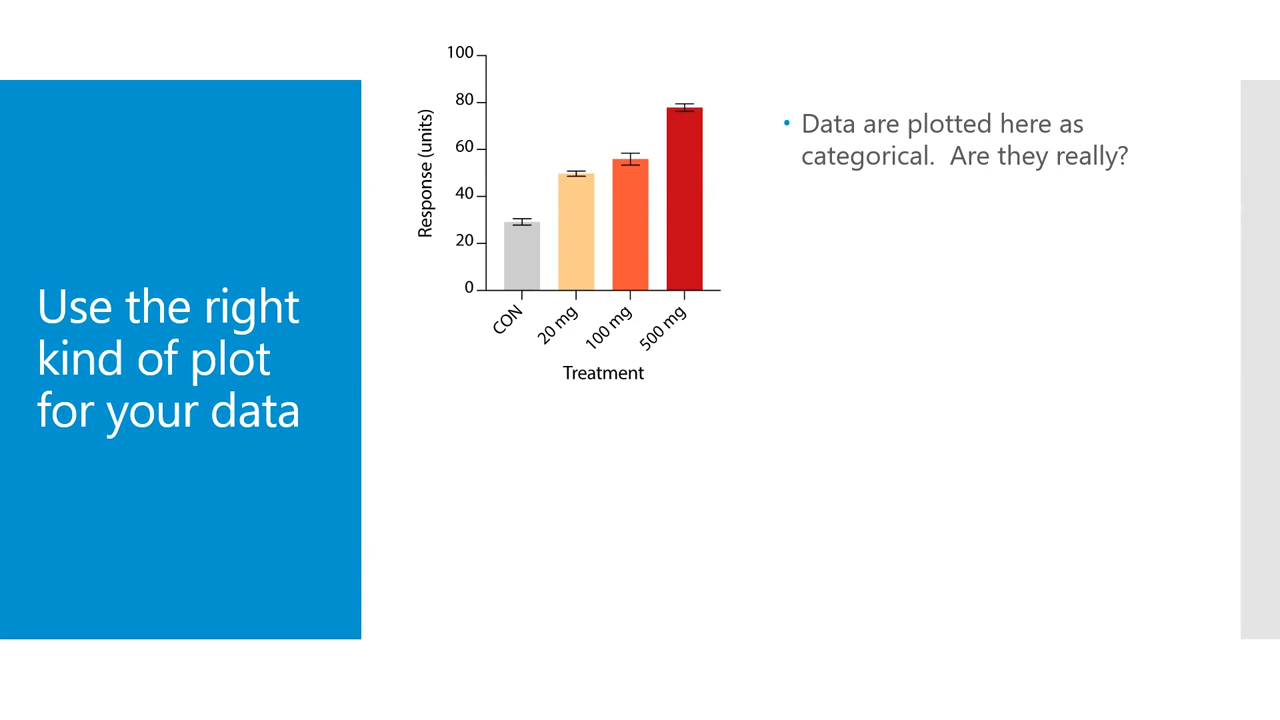 Use the right
kind of plot
for your data
100
80
60
40
20
0
Response (units)
CON
20 mg
100 mg
500 mg
Treatment
• Data are plotted here as
categorical.  Are they really?